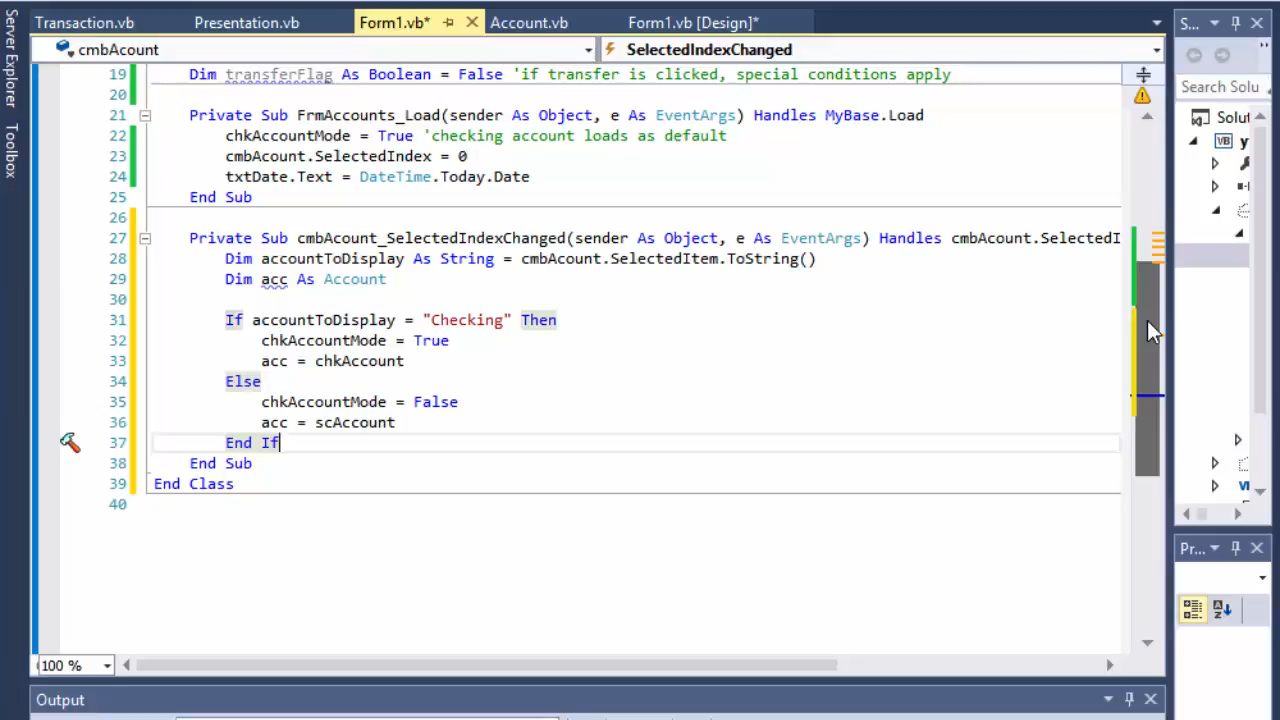 Transaction.vb Presentation.vb Form1.vb* Account.vb Form1.vb [Design]* S...
cmbAcount SelectedIndexChanged
Server Explorer
Toolbox
Search Solu
Solut
VB y
19 Dim transferFlag As Boolean = False 'if transfer is clicked, special conditions apply
20
21 Private Sub FrmAccounts_Load(sender As Object, e As EventArgs) Handles MyBase.Load
22 chkAccountMode = True 'checking account loads as default
23 cmbAcount.SelectedIndex = 0
24 txtDate.Text = DateTime.Today.Date
25 End Sub
26
27 Private Sub cmbAcount_SelectedIndexChanged(sender As Object, e As EventArgs) Handles cmbAcount.SelectedI
28 Dim accountToDisplay As String = cmbAcount.SelectedItem.ToString()
29 Dim acc As Account
30
31 If accountToDisplay = "Checking" Then
32 chkAccountMode = True
33 acc = chkAccount
34 Else
35 chkAccountMode = False
36 acc = scAccount
37 End If
38 End Sub
39 End Class
40
Pr...
100 %
Output